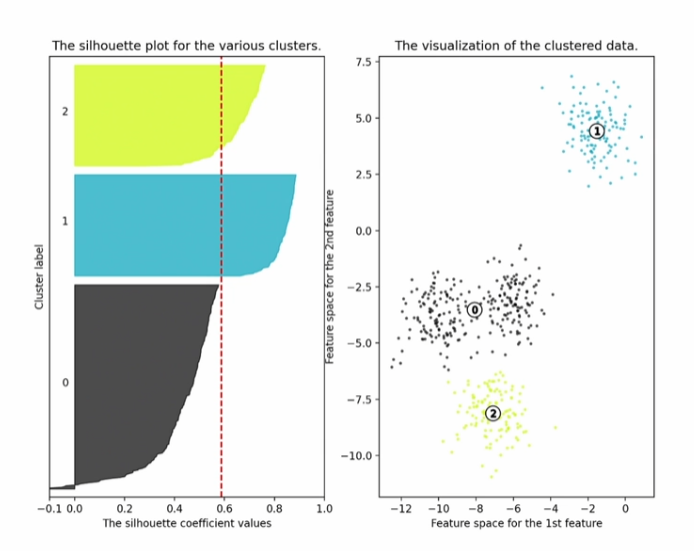 The silhouette plot for the various clusters.
2
1
0
Cluster label
−0.1 0.0 0.2 0.4 0.6 0.8 1.0
The silhouette coefficient values
The visualization of the clustered data.
7.5
5.0
2.5
0.0
−2.5
−5.0
−7.5
−10.0
Feature space for the 2nd feature
1
0
2
−12 −10 −8 −6 −4 −2 0
Feature space for the 1st feature